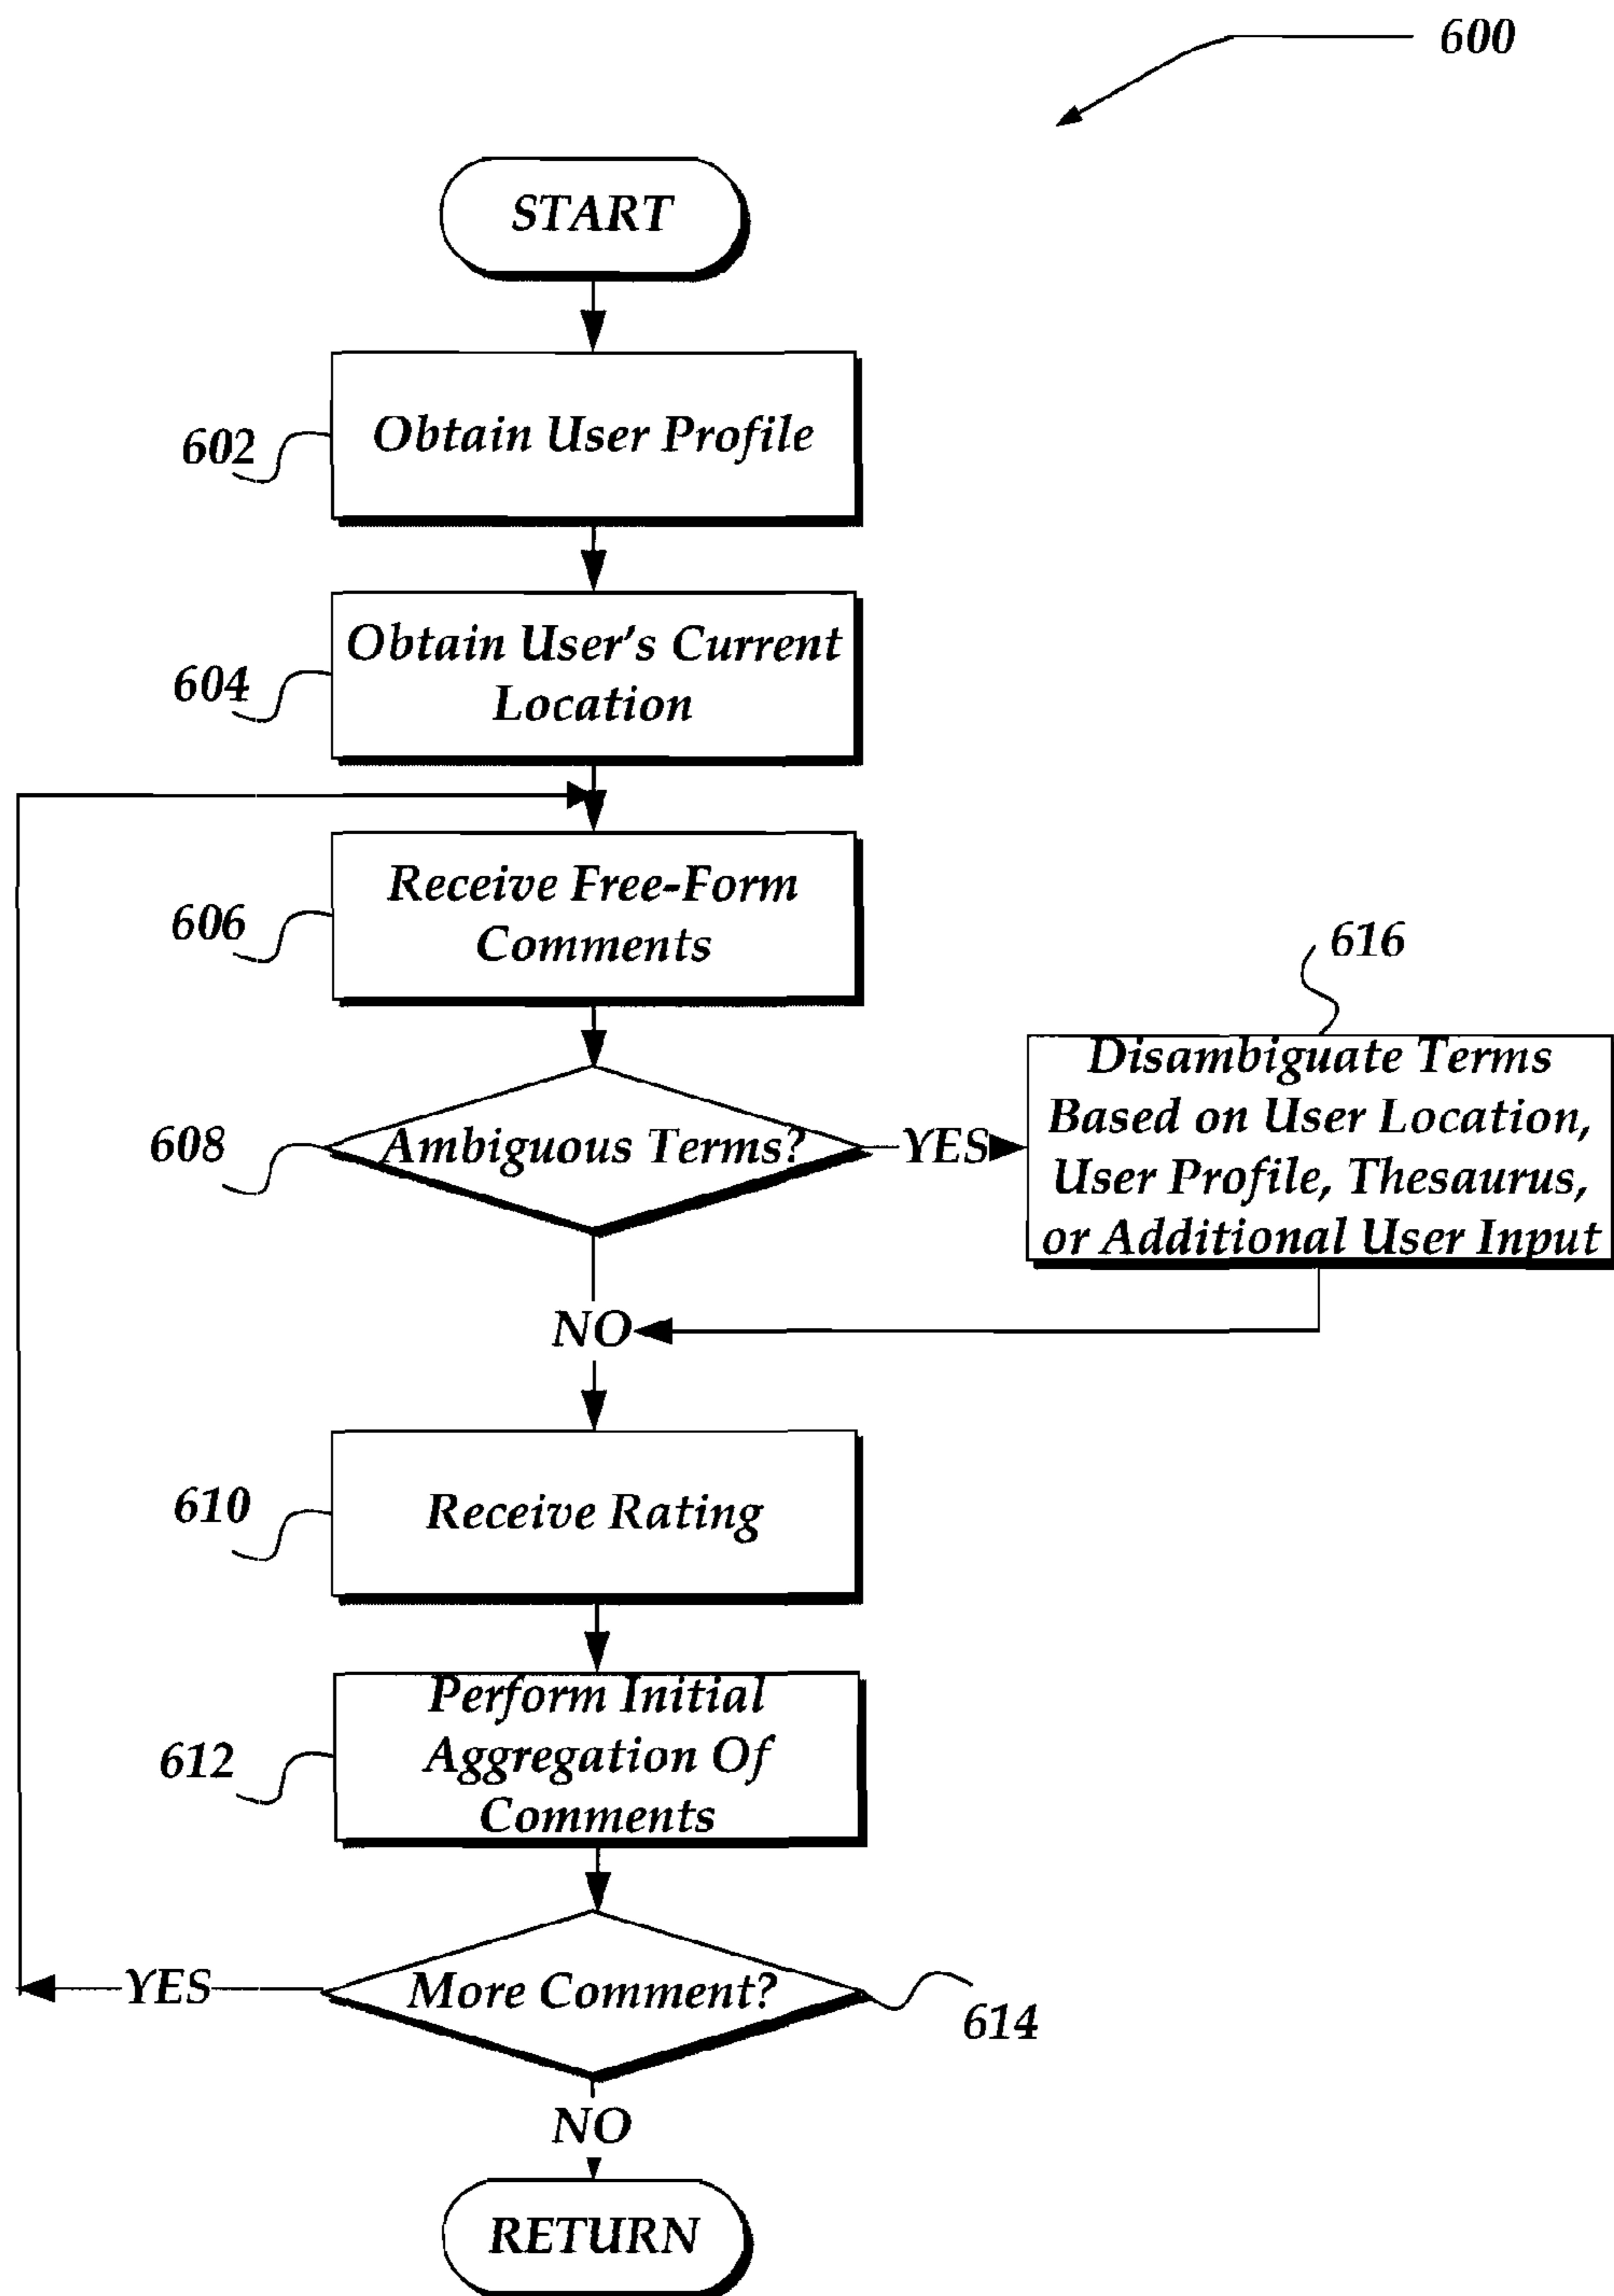 600
START
602
Obtain User Profile
604
Obtain User's Current
Location
606
Receive Free-Form
Comments
616
Disambiguate Terms
Based on User Location,
User Profile, Thesaurus,
or Additional User Input
608
Ambiguous Terms?
YES
NO
610
Receive Rating
612
Perform Initial
Aggregation Of
Comments
YES
More Comment?
614
NO
RETURN